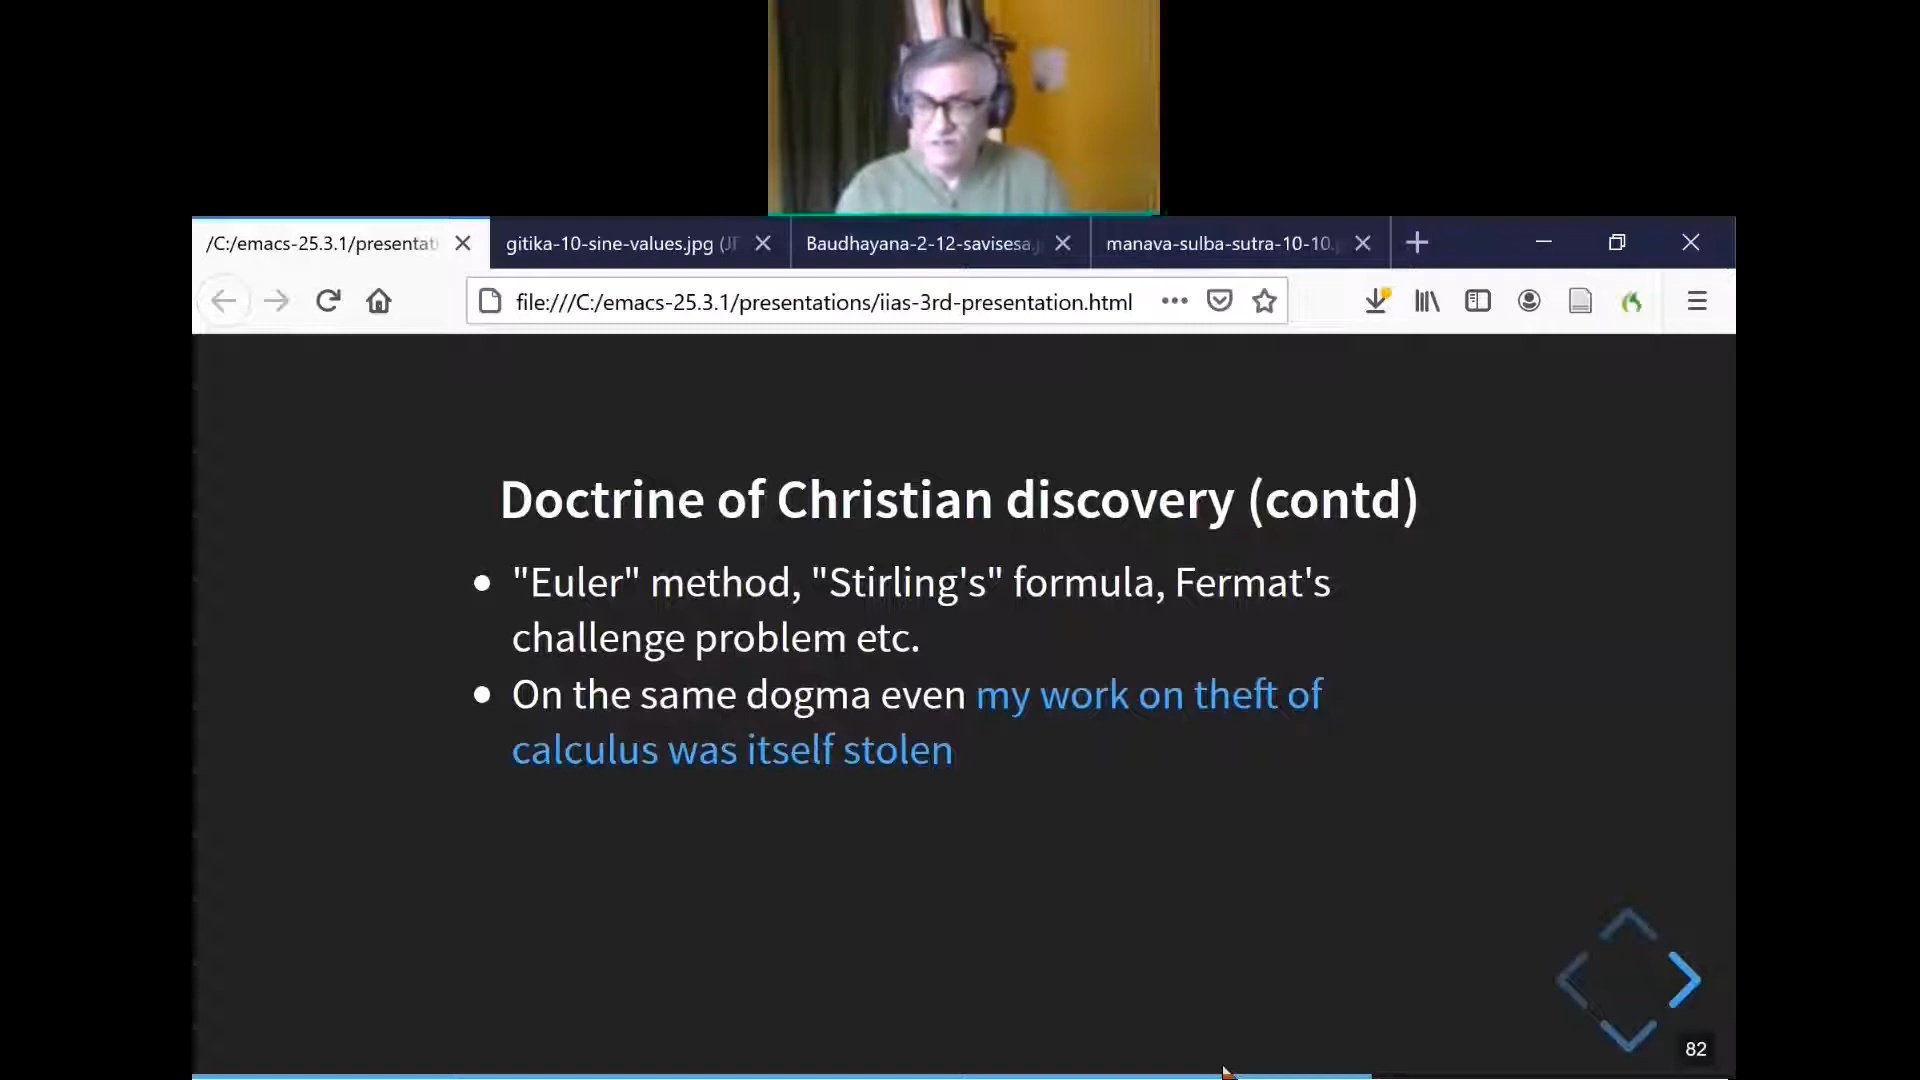 /C:/emacs-25.3.1/presentat
gitika-10-sine-values.jpg (JP
Baudhayana-2-12-savisesa.j
manava-sulba-sutra-10-10.
file:///C:/emacs-25.3.1/presentations/iias-3rd-presentation.html
Doctrine of Christian discovery (contd)
• "Euler" method, "Stirling's" formula, Fermat's
challenge problem etc.
• On the same dogma even my work on theft of
calculus was itself stolen
82